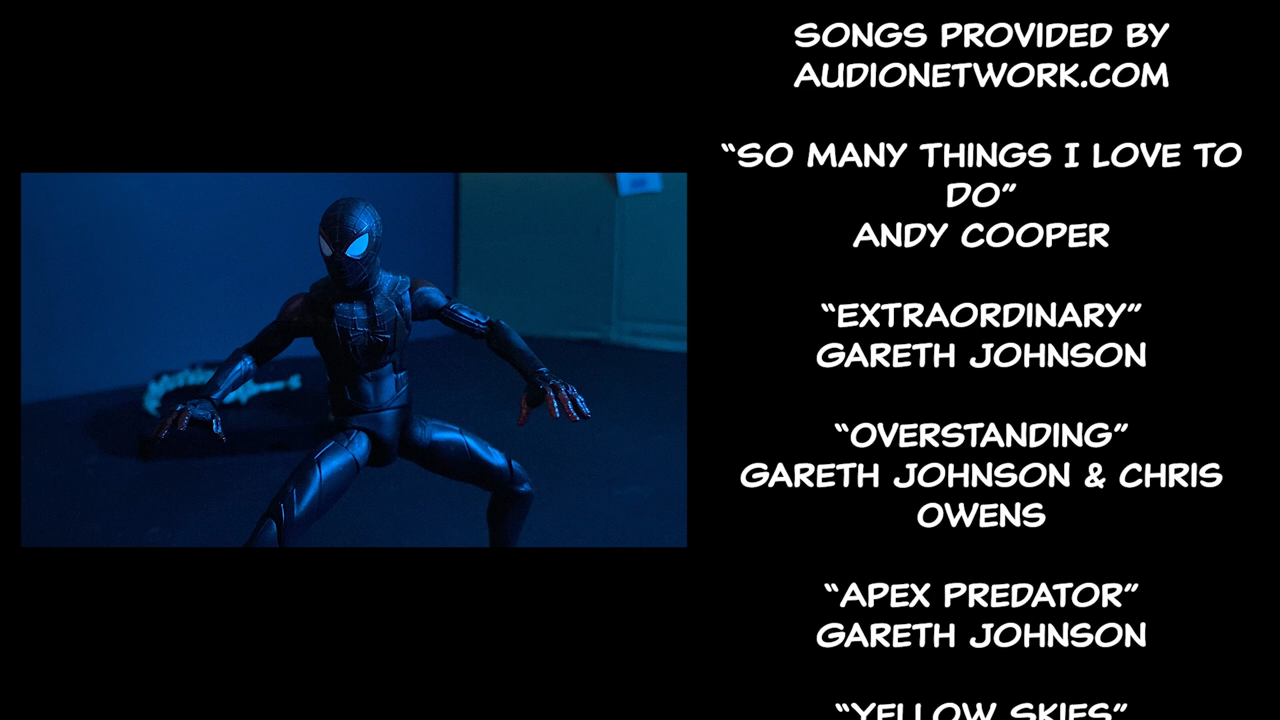 SONGS PROVIDED BY
AUDIONETWORK.COM
“SO MANY THINGS I LOVE TO
DO”
ANDY COOPER
“EXTRAORDINARY”
GARETH JOHNSON
“OVERSTANDING”
GARETH JOHNSON & CHRIS
OWENS
“APEX PREDATOR”
GARETH JOHNSON
“YELLOW SKIES”